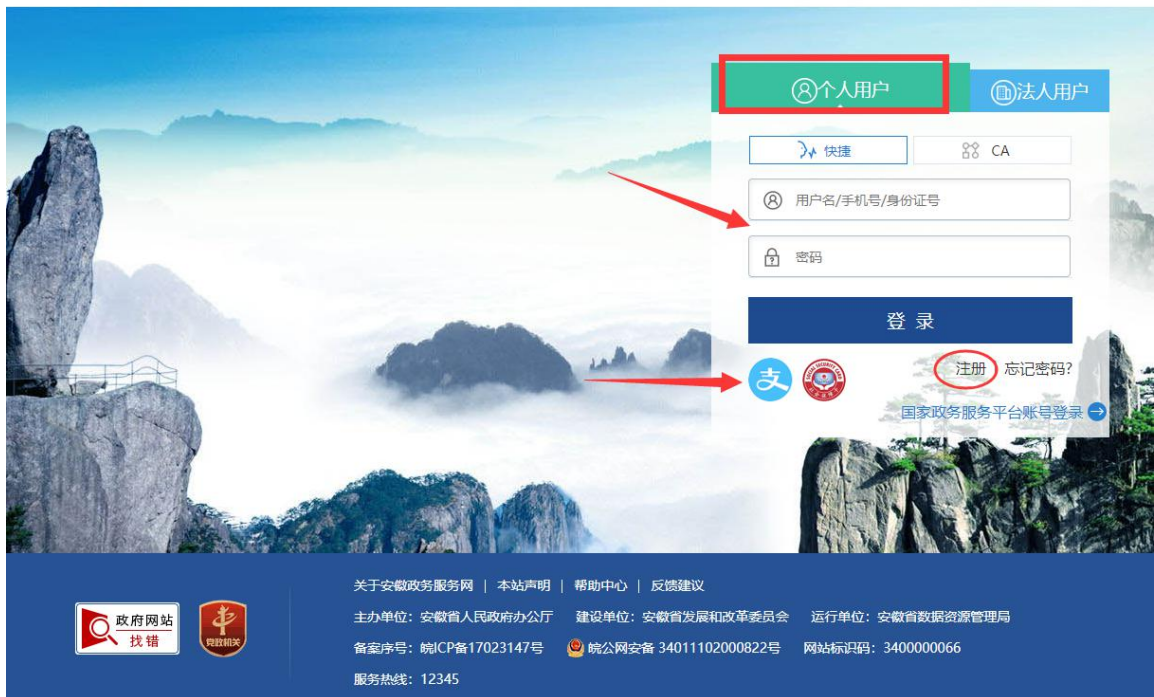 个人用户
法人用户
快捷
CA
用户名/手机号/身份证号
密码
登录
支
注册 忘记密码?
国家政务服务平台账号登录
关于安徽政务服务网 | 本站声明 | 帮助中心 | 反馈建议
主办单位：安徽省人民政府办公厅 建设单位：安徽省发展和改革委员会 运行单位：安徽省数据资源管理局
政府网站
找错
党政机关
备案序号：皖ICP备17023147号 皖公网安备 34011102000822号 网站标识码：3400000066
服务热线：12345